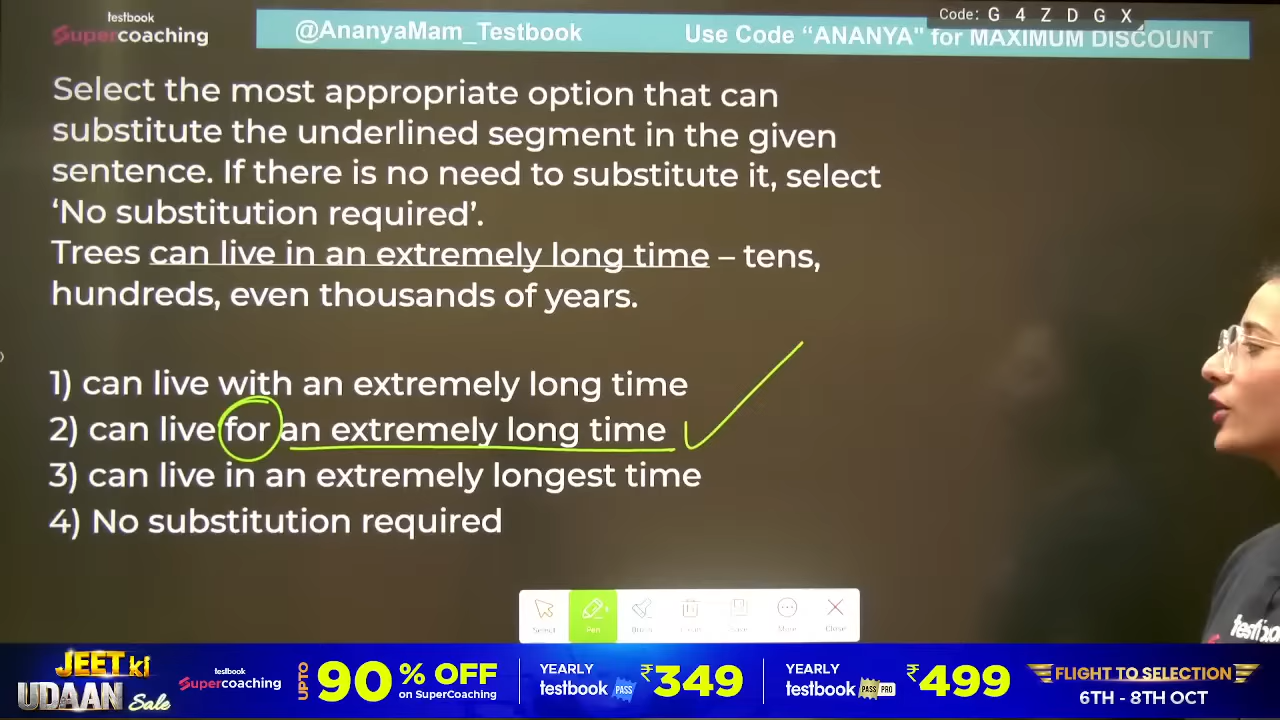 testbook
Supercoaching
@AnanyaMam_Testbook
Use Code “ANANYA" for MAXIMUM DISCOUNT
Code: G 4 Z D G X
Select the most appropriate option that can
substitute the underlined segment in the given
sentence. If there is no need to substitute it, select
‘No substitution required’.
Trees can live in an extremely long time – tens,
hundreds, even thousands of years.
1) can live with an extremely long time
2) can live for an extremely long time
3) can live in an extremely longest time
4) No substitution required
Select Pen More Close
JEET ki
UDAAN Sale
testbook
Supercoaching
UPTO 90 % OFF
on SuperCoaching
YEARLY
testbook PASS ₹349
YEARLY
testbook PASS PRO ₹499
FLIGHT TO SELECTION
6TH - 8TH OCT